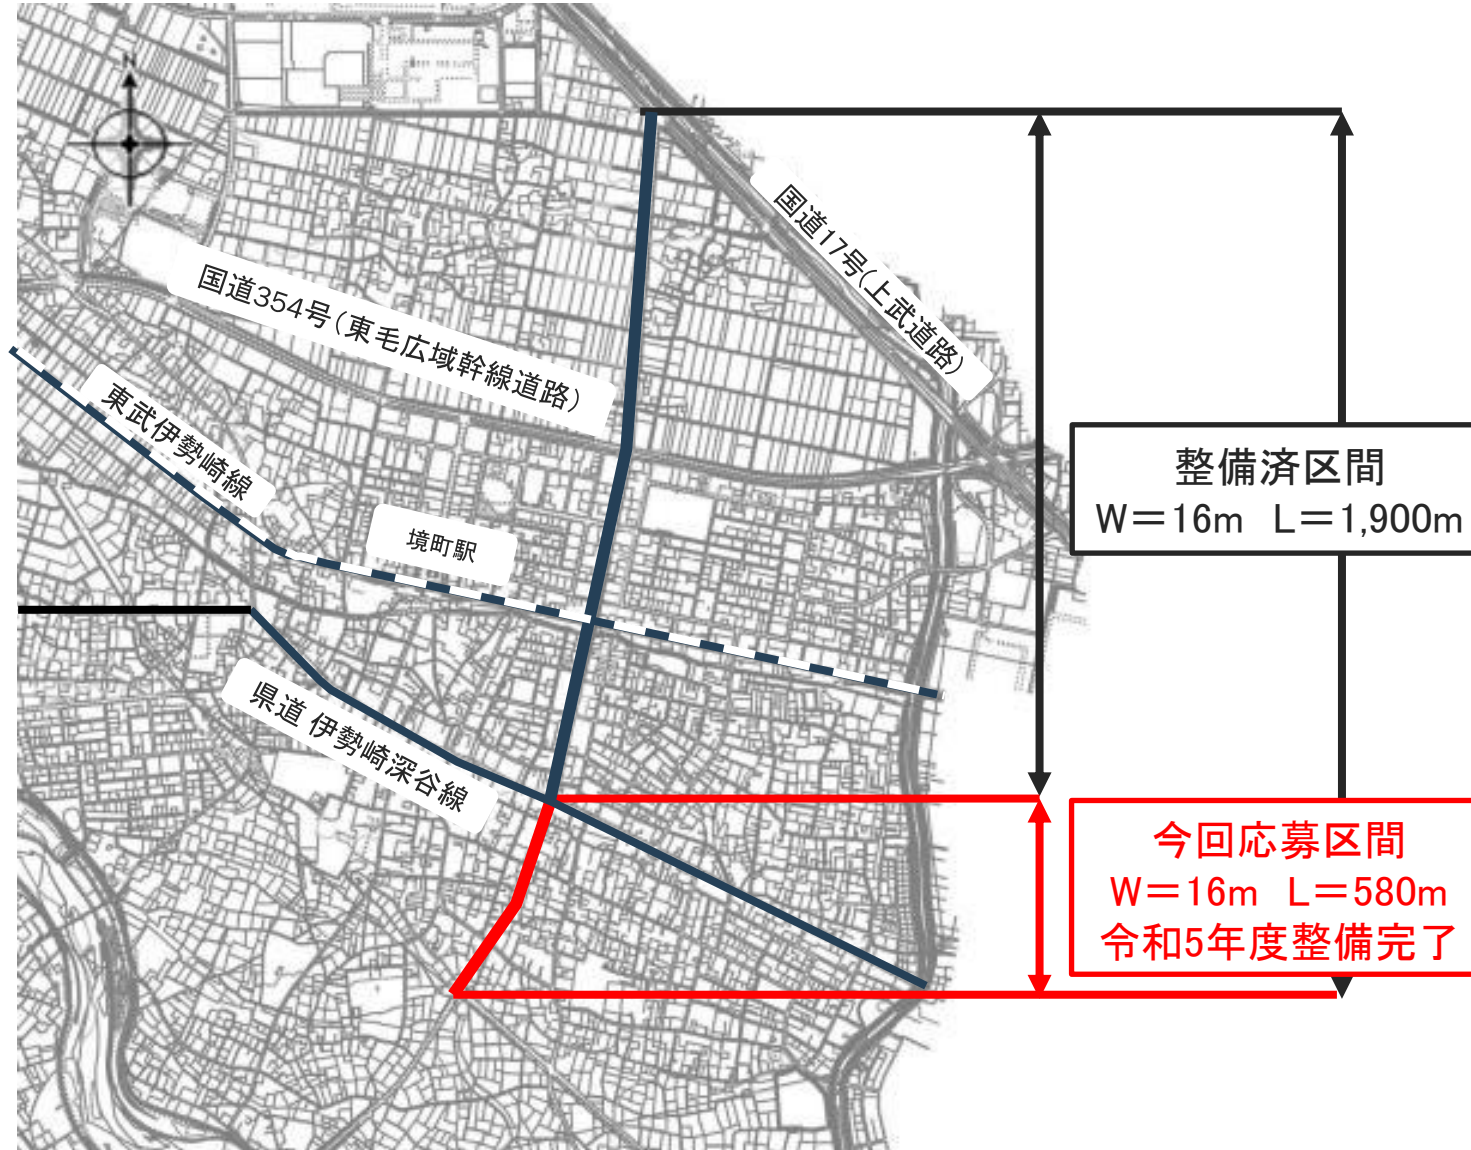 N
国道17号(上武道路)
国道354号(東毛広域幹線道路)
東武伊勢崎線
境町駅
県道 伊勢崎深谷線
整備済区間
W=16m L=1,900m
今回応募区間
W=16m L=580m
令和5年度整備完了